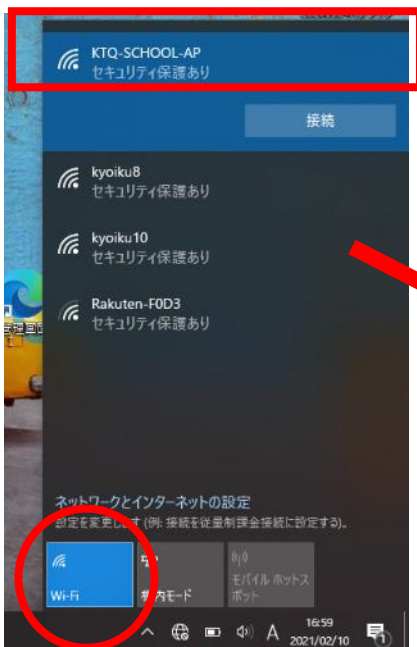 KTQ-SCHOOL-AP
セキュリティ保護あり
接続
kyoiku8
セキュリティ保護あり
kyoiku10
セキュリティ保護あり
Rakuten-F0D3
セキュリティ保護あり
ネットワークとインターネットの設定
設定を変更します (例: 接続を従量制課金接続に設定する)。
Wi-Fi
機内モード
モバイル ホットス
ポット
A
16:59
2021/02/10
1